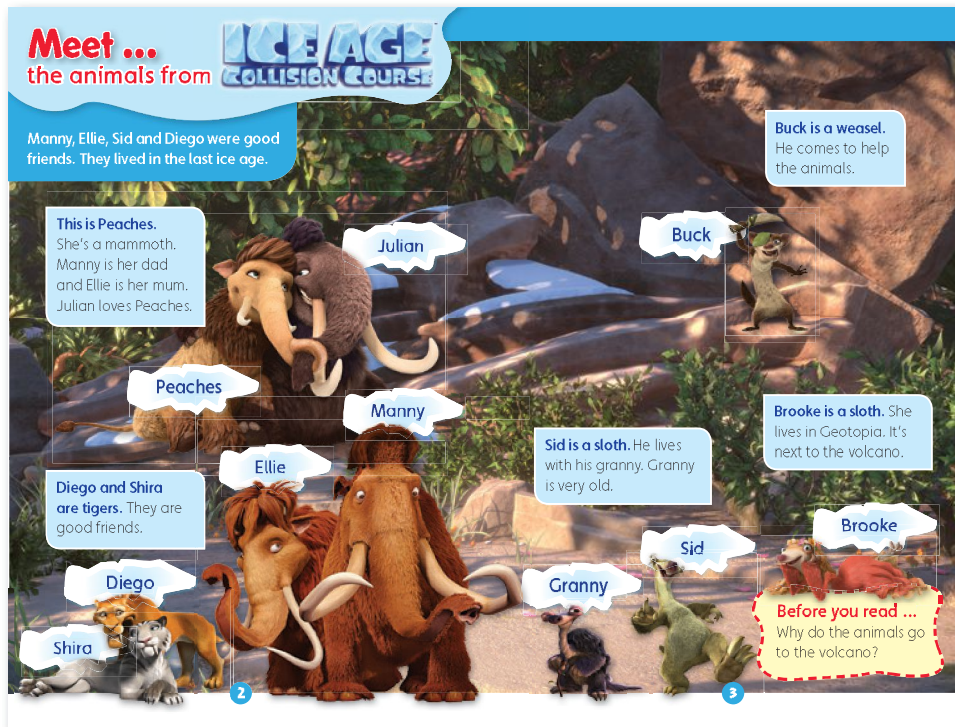 Meet ...
the animals from
ICE AGE
COLLISION COURSE
Manny, Ellie, Sid and Diego were good
friends. They lived in the last ice age.
This is Peaches.
She's a mammoth.
Manny is her dad
and Ellie is her mum.
Julian loves Peaches.
Julian
Peaches
Manny
Ellie
Diego and Shira
are tigers. They are
good friends.
Diego
Shira
2
Buck is a weasel.
He comes to help
the animals.
Buck
Sid is a sloth. He lives
with his granny. Granny
is very old.
Brooke is a sloth. She
lives in Geotopia. It's
next to the volcano.
Brooke
Sid
Granny
Before you read ...
Why do the animals go
to the volcano?
3